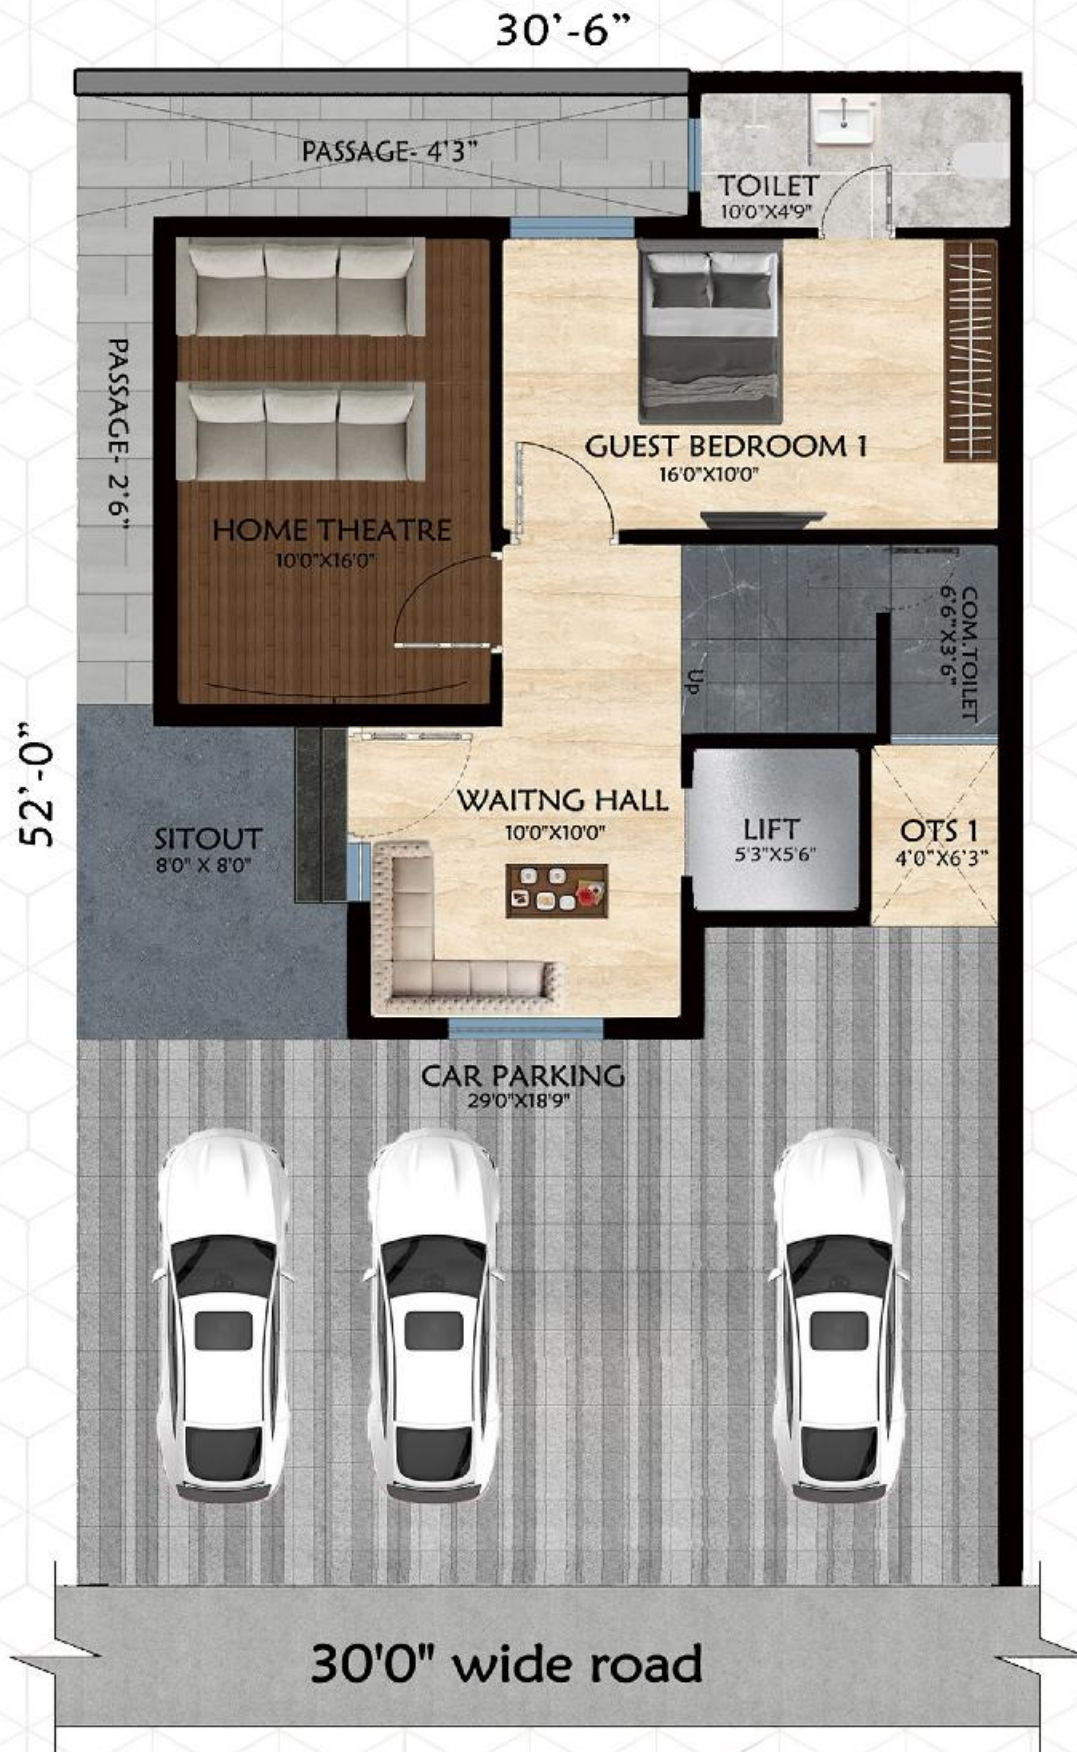 30'-6"
PASSAGE- 4'3"
TOILET
10'0"X4'9"
PASSAGE- 2'6"
GUEST BEDROOM 1
16'0"X10'0"
HOME THEATRE
10'0"X16'0"
COM.TOILET
6'6"X3'6"
Up
52'-0"
SITOUT
8'0" X 8'0"
WAITNG HALL
10'0"X10'0"
LIFT
5'3"X5'6"
OTS 1
4'0"X6'3"
CAR PARKING
29'0"X18'9"
30'0" wide road